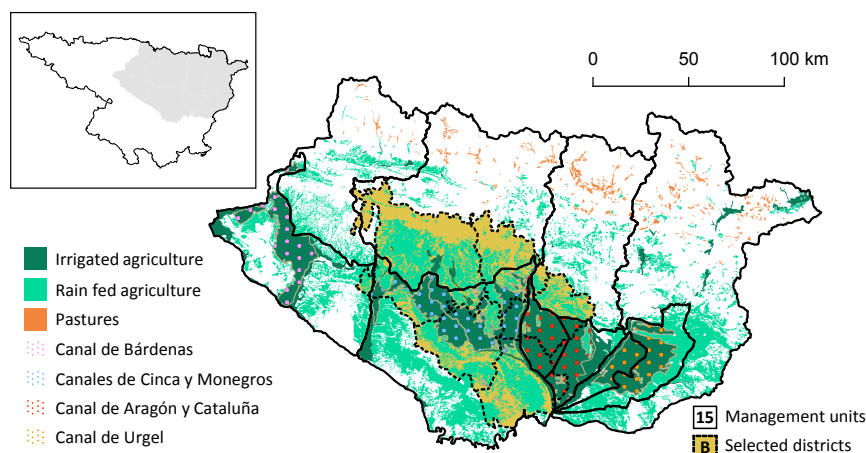 0 50 100 km
Irrigated agriculture
Rain fed agriculture
Pastures
Canal de Bárdenas
Canales de Cinca y Monegros
Canal de Aragón y Cataluña
Canal de Urgel
15 Management units
B Selected districts